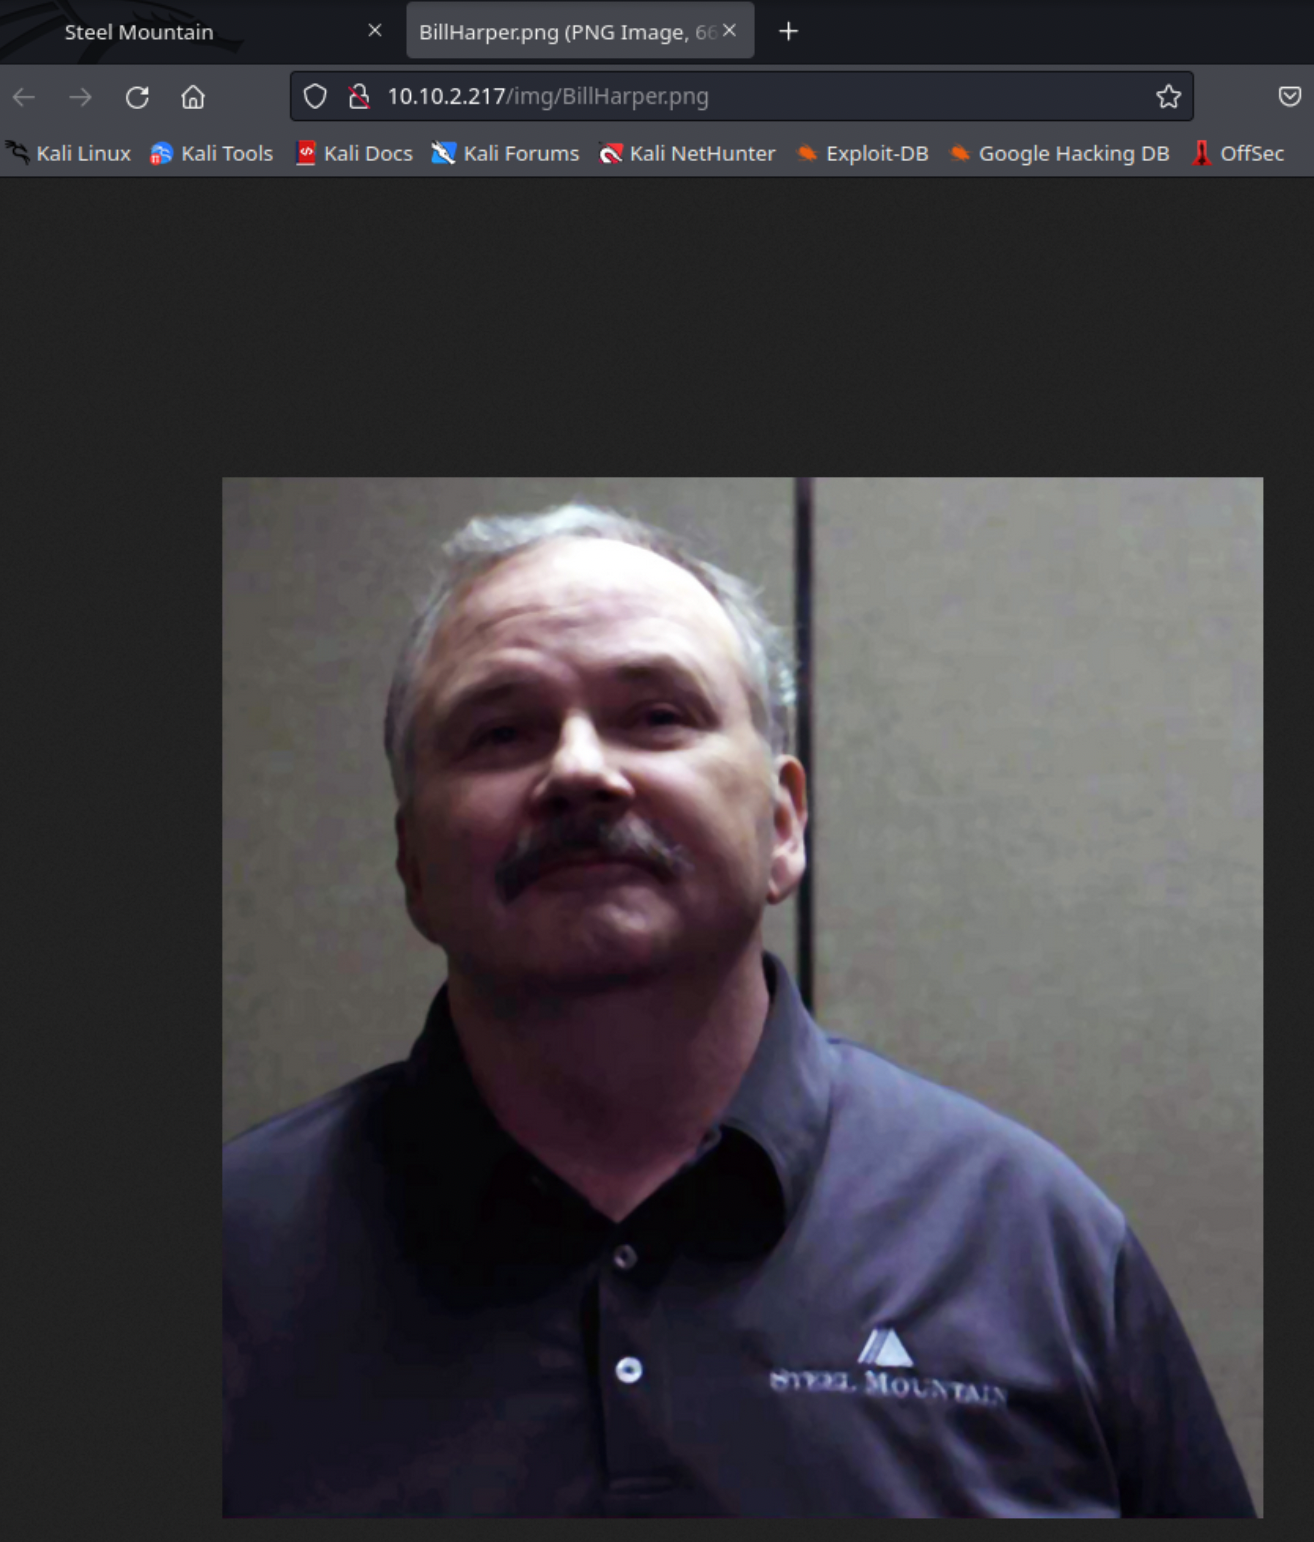 Steel Mountain
BillHarper.png (PNG Image, 66
10.10.2.217/img/BillHarper.png
Kali Linux Kali Tools Kali Docs Kali Forums Kali NetHunter Exploit-DB Google Hacking DB OffSec
STEEL MOUNTAIN